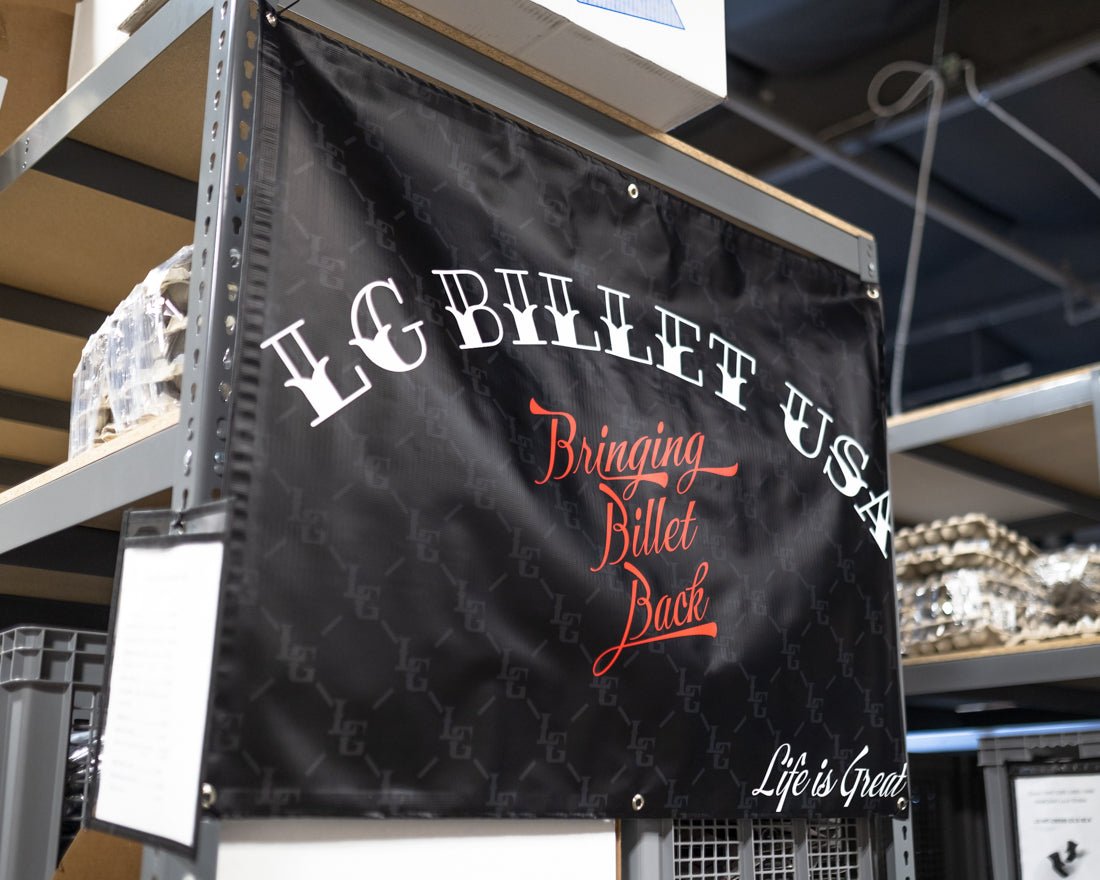 LG BILLET USA
Bringing
Billet
Back
Life is Great